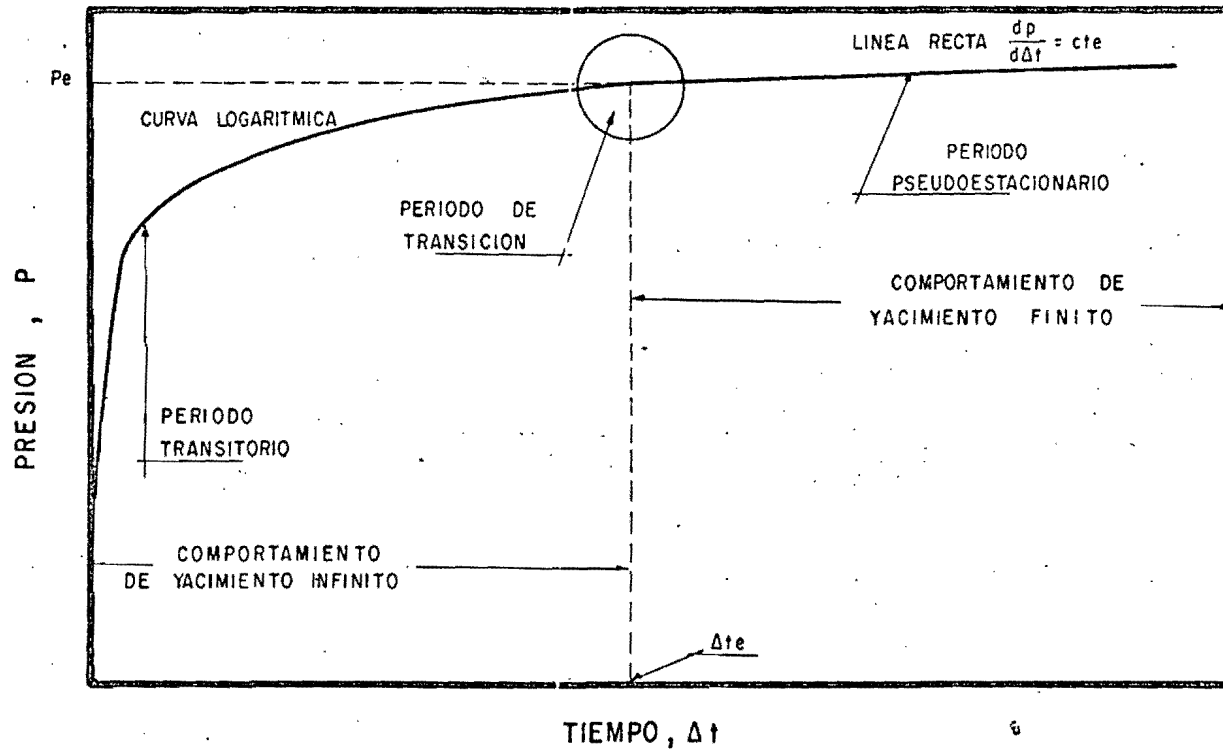 LINEA RECTA dp/dΔt = cte
Pe
CURVA LOGARITMICA
PERIODO
PSEUDOESTACIONARIO
PERIODO DE
TRANSICION
COMPORTAMIENTO DE
YACIMIENTO FINITO
PRESION , P
PERIODO
TRANSITORIO
COMPORTAMIENTO
DE YACIMIENTO INFINITO
Δte
TIEMPO, Δt